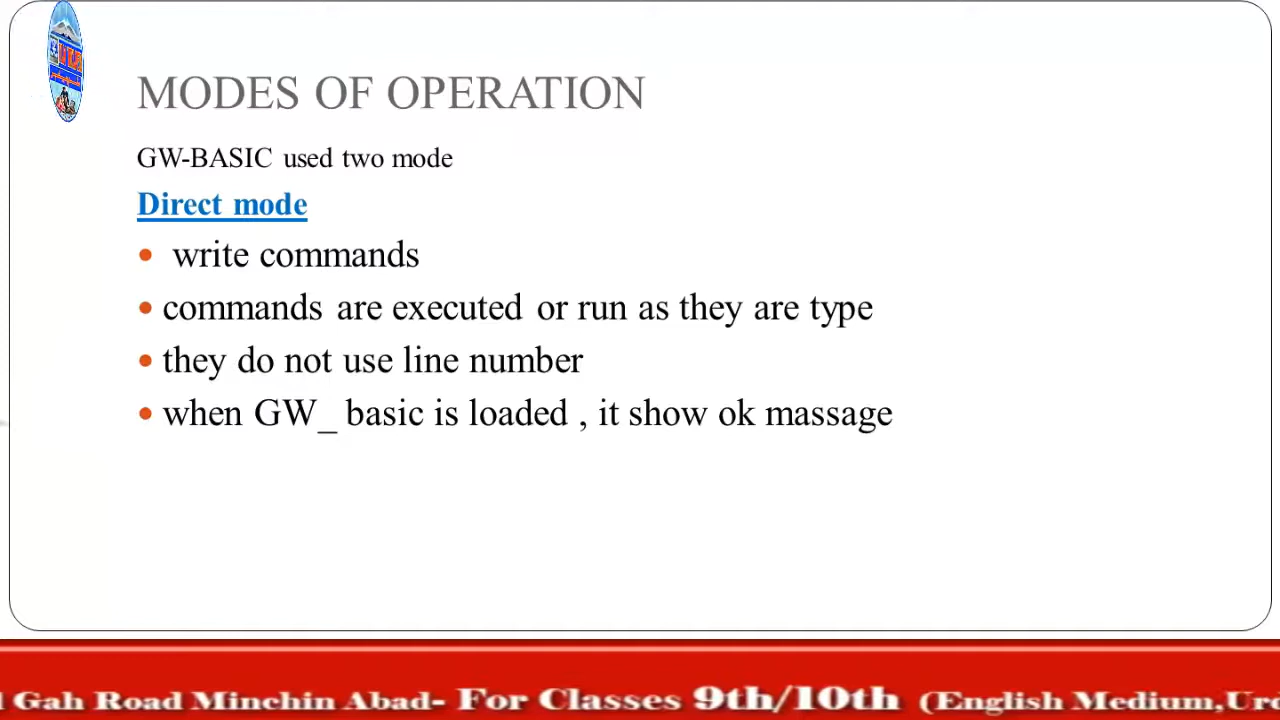 MODES OF OPERATION
GW-BASIC used two mode
Direct mode
• write commands
• commands are executed or run as they are type
• they do not use line number
• when GW_ basic is loaded , it show ok massage
Gah Road Minchin Abad- For Classes 9th/10th (English Medium,